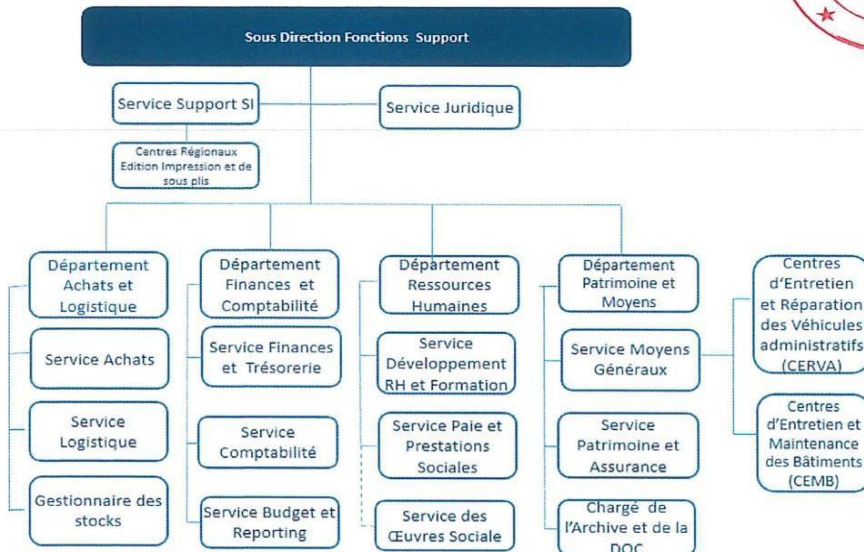 Sous Direction Fonctions Support
Service Support SI
Service Juridique
Centres Régionaux
Edition Impression et de
sous plis
Département
Achats et
Logistique
Service Achats
Service
Logistique
Gestionnaire des
stocks
Département
Finances et
Comptabilité
Service Finances
et Trésorerie
Service
Comptabilité
Service Budget et
Reporting
Département
Ressources
Humaines
Service
Développement
RH et Formation
Service Paie et
Prestations
Sociales
Service des
Œuvres Sociale
Département
Patrimoine et
Moyens
Service Moyens
Généraux
Service
Patrimoine et
Assurance
Chargé de
l'Archive et de la
DOC
Centres
d'Entretien
et Réparation
des Véhicules
administratifs
(CERVA)
Centres
d'Entretien et
Maintenance
des Bâtiments
(CEMB)